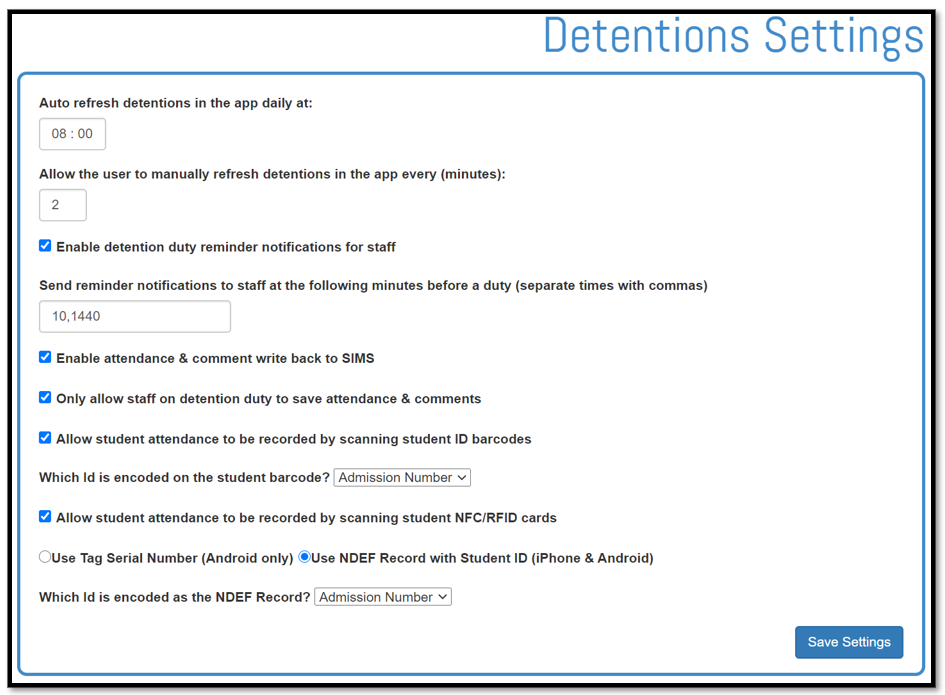 Detentions Settings
Auto refresh detentions in the app daily at:
08 : 00
Allow the user to manually refresh detentions in the app every (minutes):
2
Enable detention duty reminder notifications for staff
Send reminder notifications to staff at the following minutes before a duty (separate times with commas)
10,1440
Enable attendance & comment write back to SIMS
Only allow staff on detention duty to save attendance & comments
Allow student attendance to be recorded by scanning student ID barcodes
Which Id is encoded on the student barcode? Admission Number
Allow student attendance to be recorded by scanning student NFC/RFID cards
Use Tag Serial Number (Android only) Use NDEF Record with Student ID (iPhone & Android)
Which Id is encoded as the NDEF Record? Admission Number
Save Settings